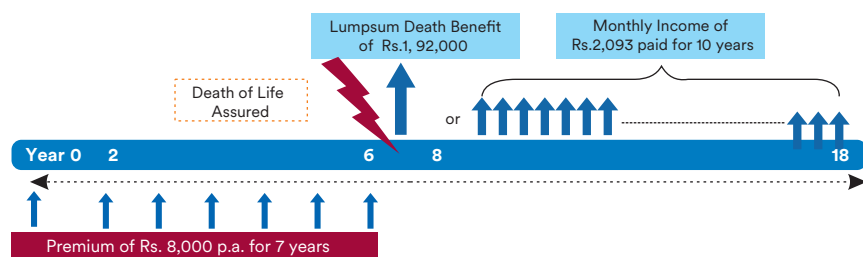 Lumpsum Death Benefit
of Rs.1, 92,000
Monthly Income of
Rs.2,093 paid for 10 years
Death of Life
Assured
or
Year 0 2 6 8 18
Premium of Rs. 8,000 p.a. for 7 years